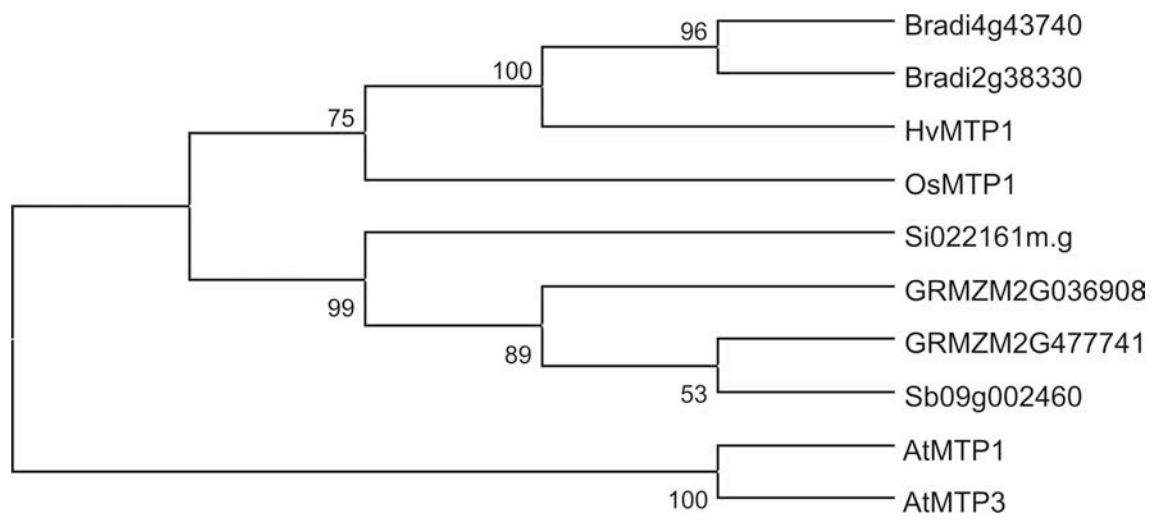 Bradi4g43740
96
Bradi2g38330
100
75
HvMTP1
OsMTP1
Si022161m.g
99
GRMZM2G036908
89
GRMZM2G477741
53
Sb09g002460
AtMTP1
100
AtMTP3